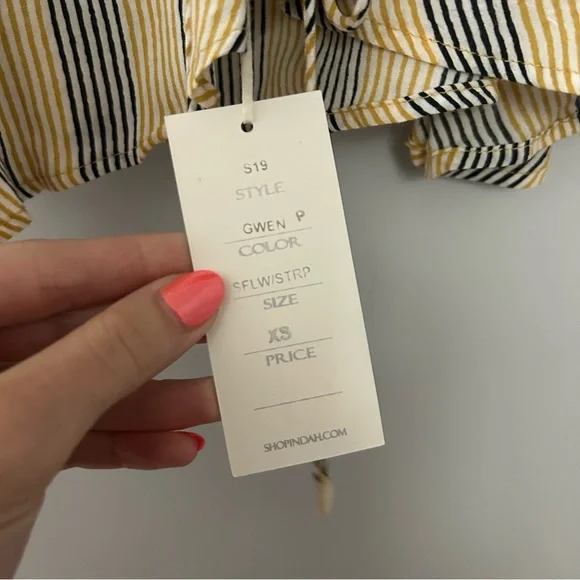 S19
STYLE
GWEN P
COLOR
SFLW/STRP
SIZE
XS
PRICE
SHOPINDAH.COM